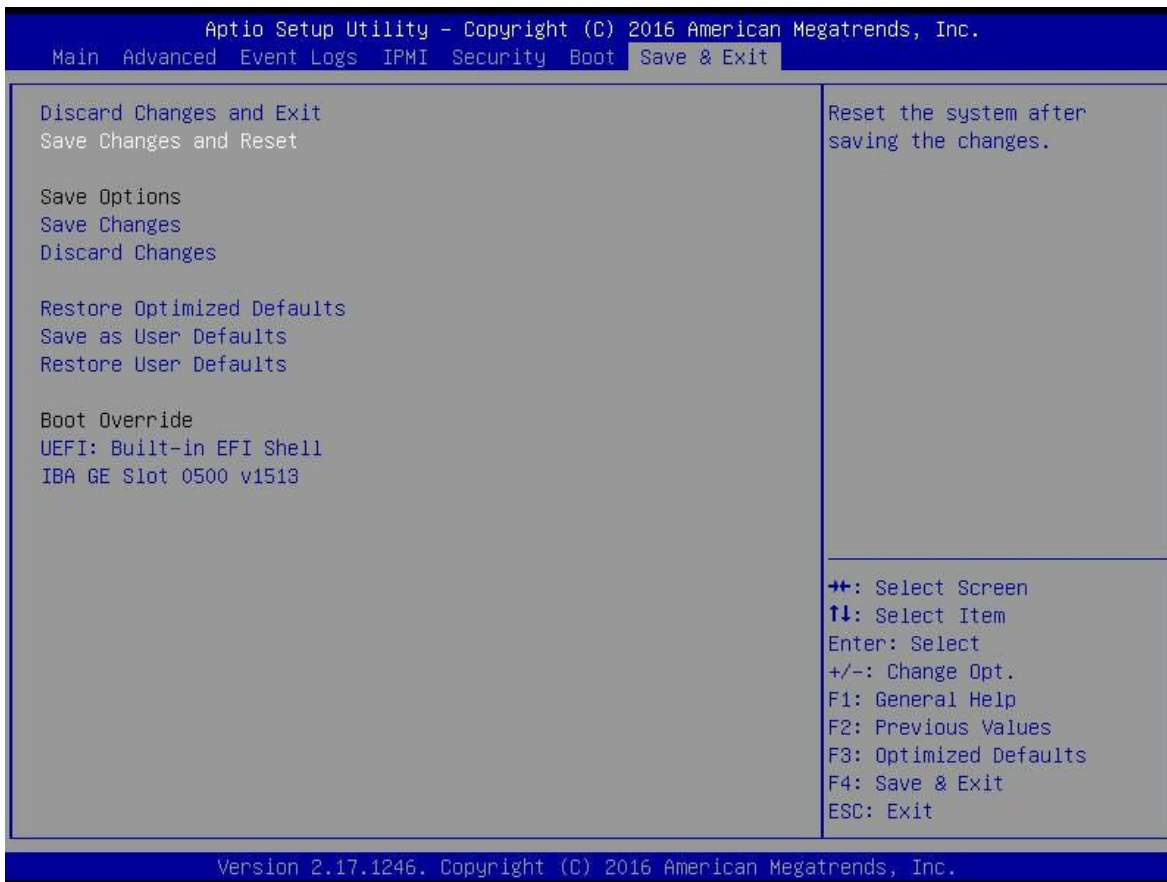 Aptio Setup Utility – Copyright (C) 2016 American Megatrends, Inc.
Main Advanced Event Logs IPMI Security Boot Save & Exit
Discard Changes and Exit
Save Changes and Reset
Save Options
Save Changes
Discard Changes
Restore Optimized Defaults
Save as User Defaults
Restore User Defaults
Boot Override
UEFI: Built-in EFI Shell
IBA GE Slot 0500 v1513
Reset the system after
saving the changes.
→←: Select Screen
↑↓: Select Item
Enter: Select
+/-: Change Opt.
F1: General Help
F2: Previous Values
F3: Optimized Defaults
F4: Save & Exit
ESC: Exit
Version 2.17.1246. Copyright (C) 2016 American Megatrends, Inc.